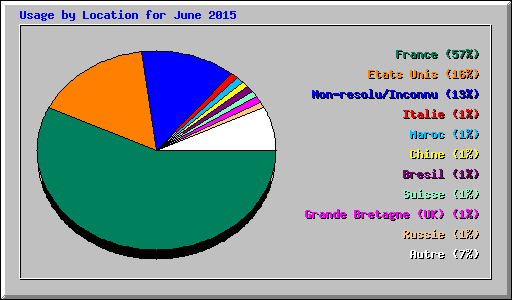 Usage by Location for June 2015
France (57%)
Etats Unis (16%)
Non-resolu/Inconnu (13%)
Italie (1%)
Maroc (1%)
Chine (1%)
Bresil (1%)
Suisse (1%)
Grande Bretagne (UK) (1%)
Russie (1%)
Autre (7%)